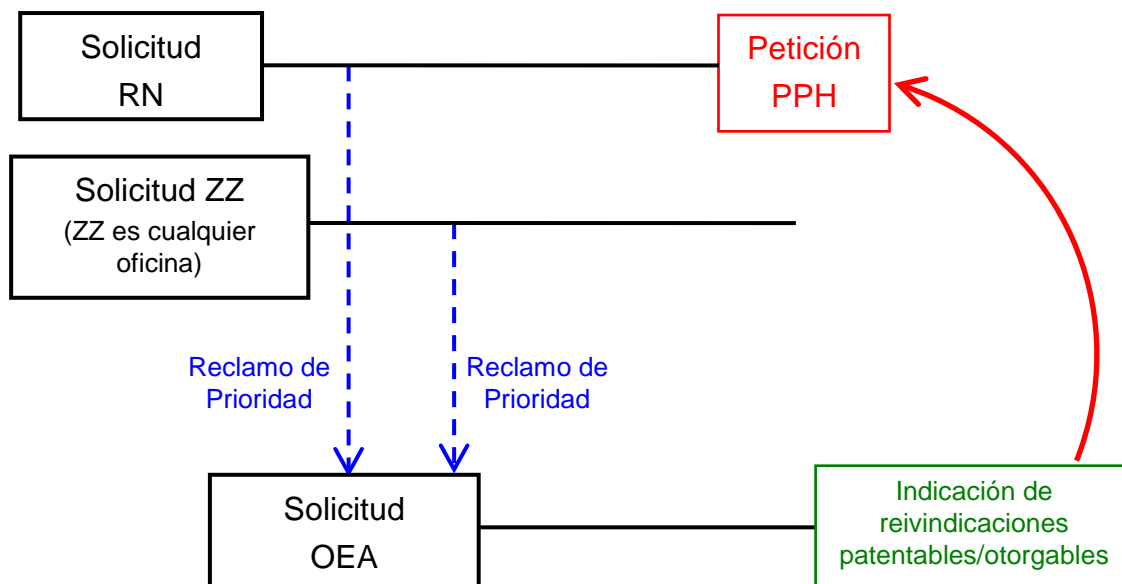 Solicitud
RN
Petición
PPH
Solicitud ZZ
(ZZ es cualquier
oficina)
Reclamo de
Prioridad
Reclamo de
Prioridad
Solicitud
OEA
Indicación de
reivindicaciones
patentables/otorgables